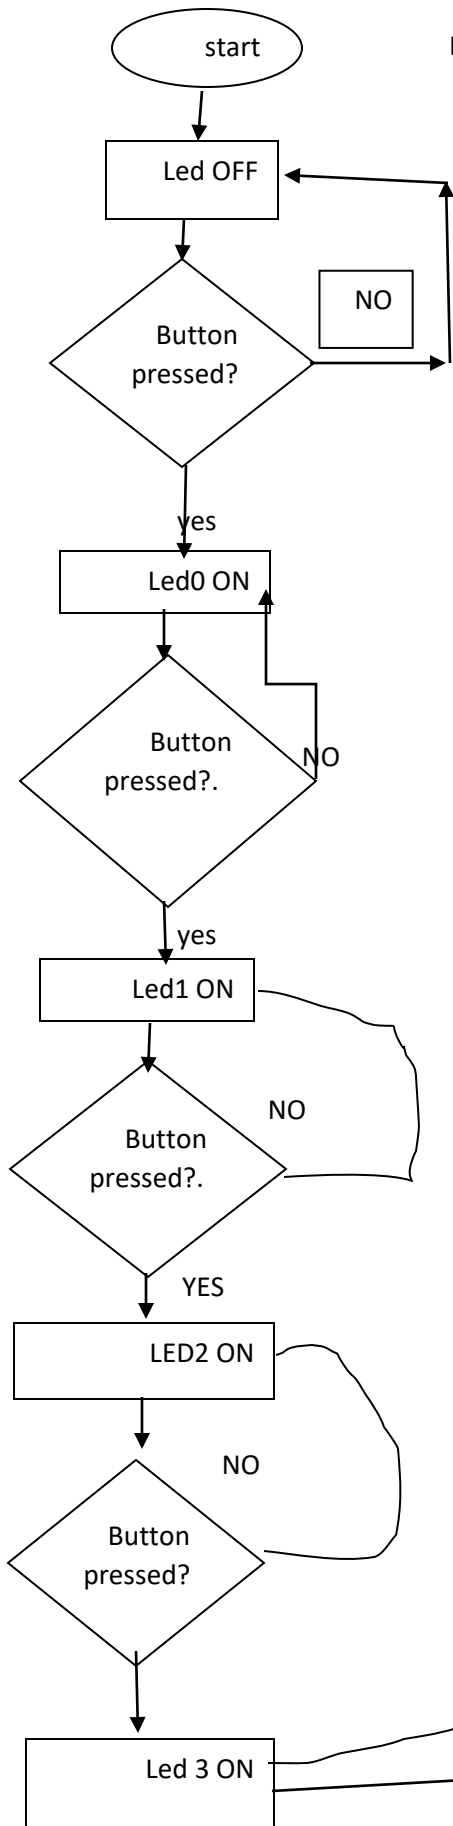 start
Led OFF
NO
Button
pressed?
yes
Led0 ON
Button
pressed?.
NO
yes
Led1 ON
NO
Button
pressed?.
YES
LED2 ON
NO
Button
pressed?
Led 3 ON